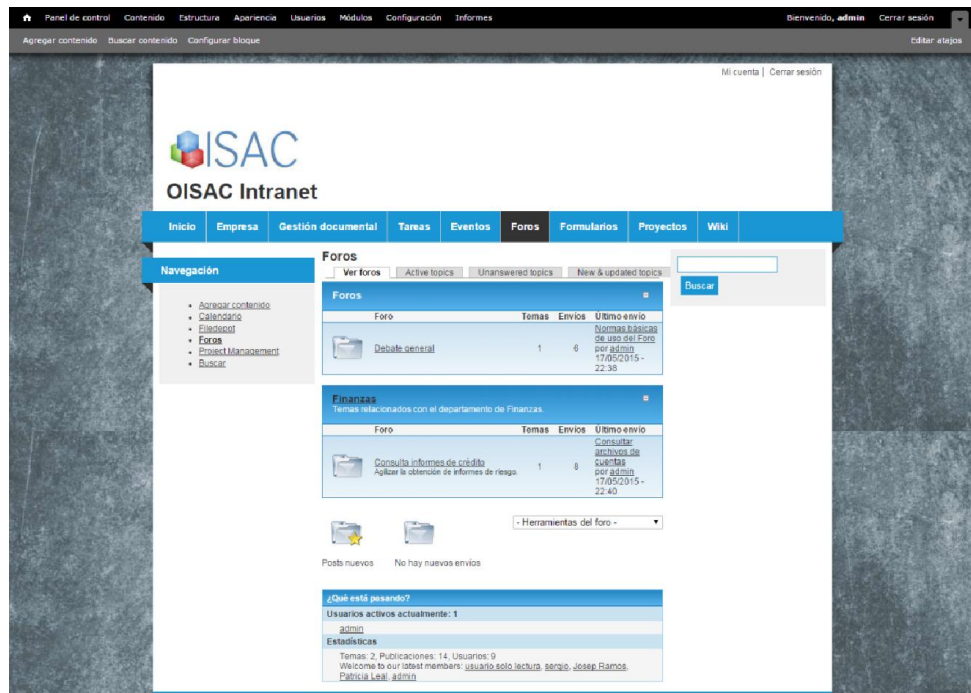 Panel de control Contenido Estructura Apariencia Usuarios Módulos Configuración Informes Bienvenido, admin Cerrar sesión
Agregar contenido Buscar contenido Configurar bloque Editar atajos
Mi cuenta | Cerrar sesión
ISAC
OISAC Intranet
Inicio Empresa Gestión documental Tareas Eventos Foros Formularios Proyectos Wiki
Navegación
Agregar contenido
Calendario
Filedepot
Foros
Project Management
Buscar
Foros
Ver foros Active topics Unanswered topics New & updated topics
Foros
Foro Temas Envíos Último envío
Debate general 1 6 Normas básicas
de uso del Foro
por admin
17/05/2015 -
22:38
Finanzas
Temas relacionados con el departamento de Finanzas.
Foro Temas Envíos Último envío
Consulta informes de crédito
Agilizar la obtención de informes de riesgo. 1 8 Consultar
archivos de
cuentas
por admin
17/05/2015 -
22:40
- Herramientas del foro -
Posts nuevos No hay nuevos envíos
¿Qué está pasando?
Usuarios activos actualmente: 1
admin
Estadísticas
Temas: 2, Publicaciones: 14, Usuarios: 9
Welcome to our latest members: usuario solo lectura, sergio, Josep Ramos,
Patricia Leal, admin
Buscar